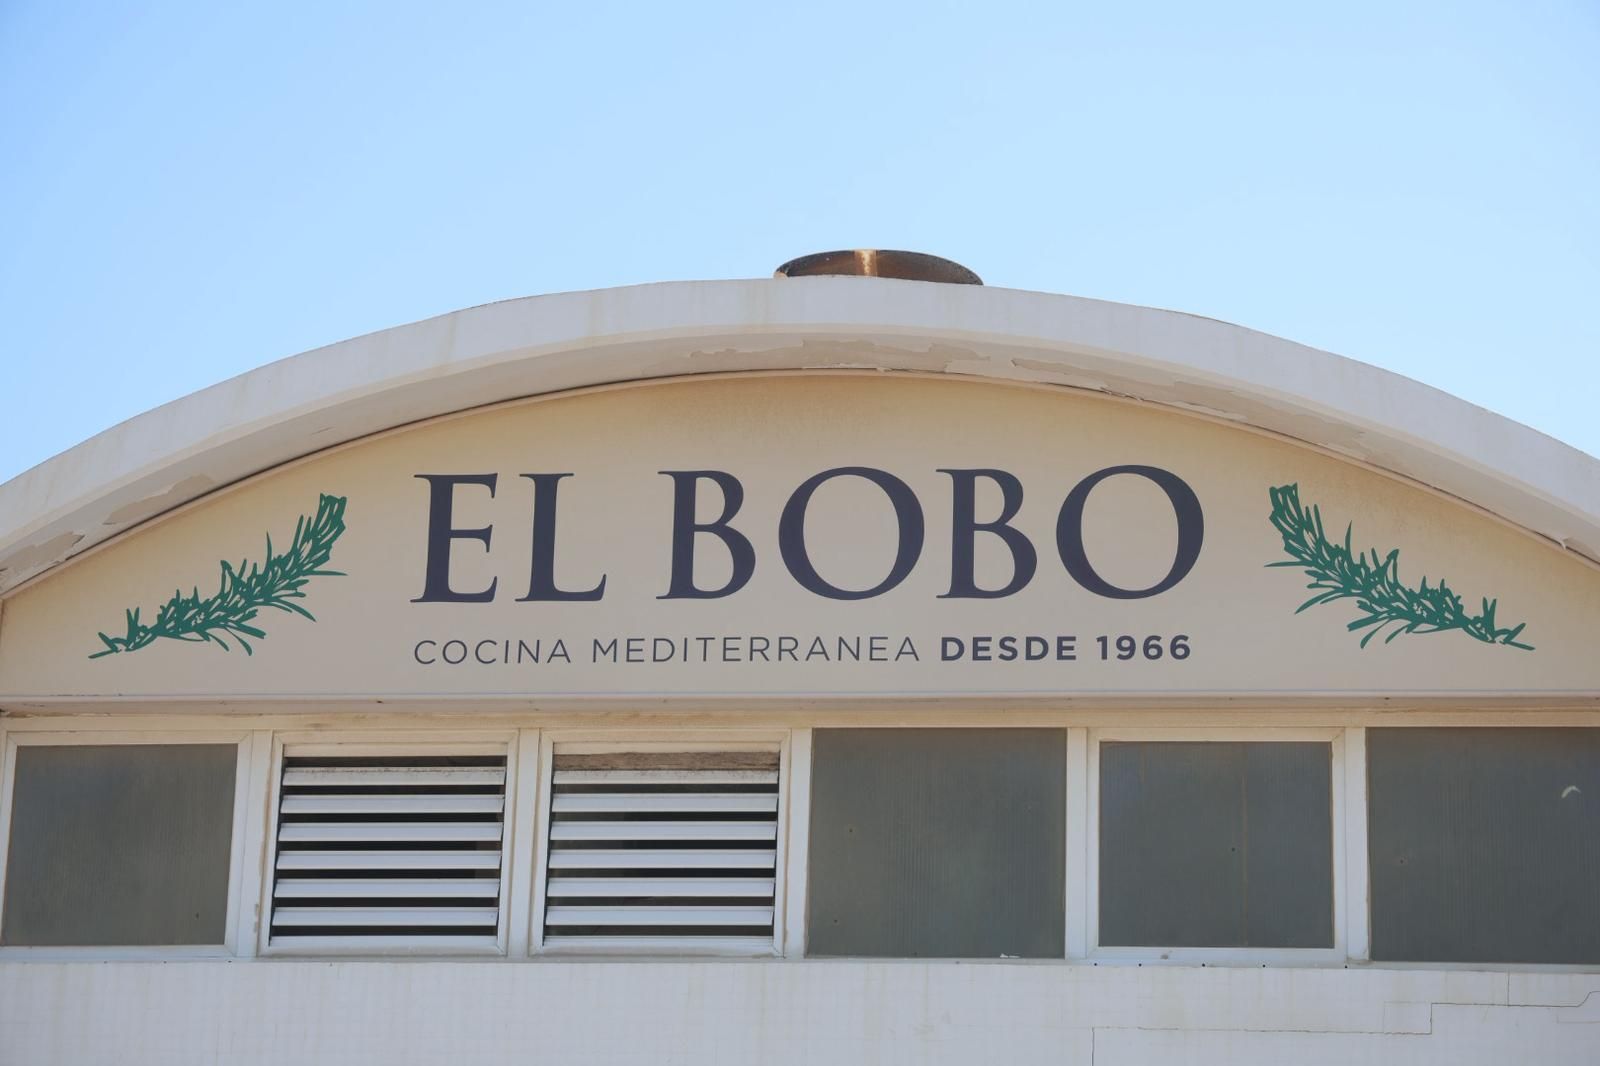 EL BOBO
COCINA MEDITERRANEA DESDE 1966